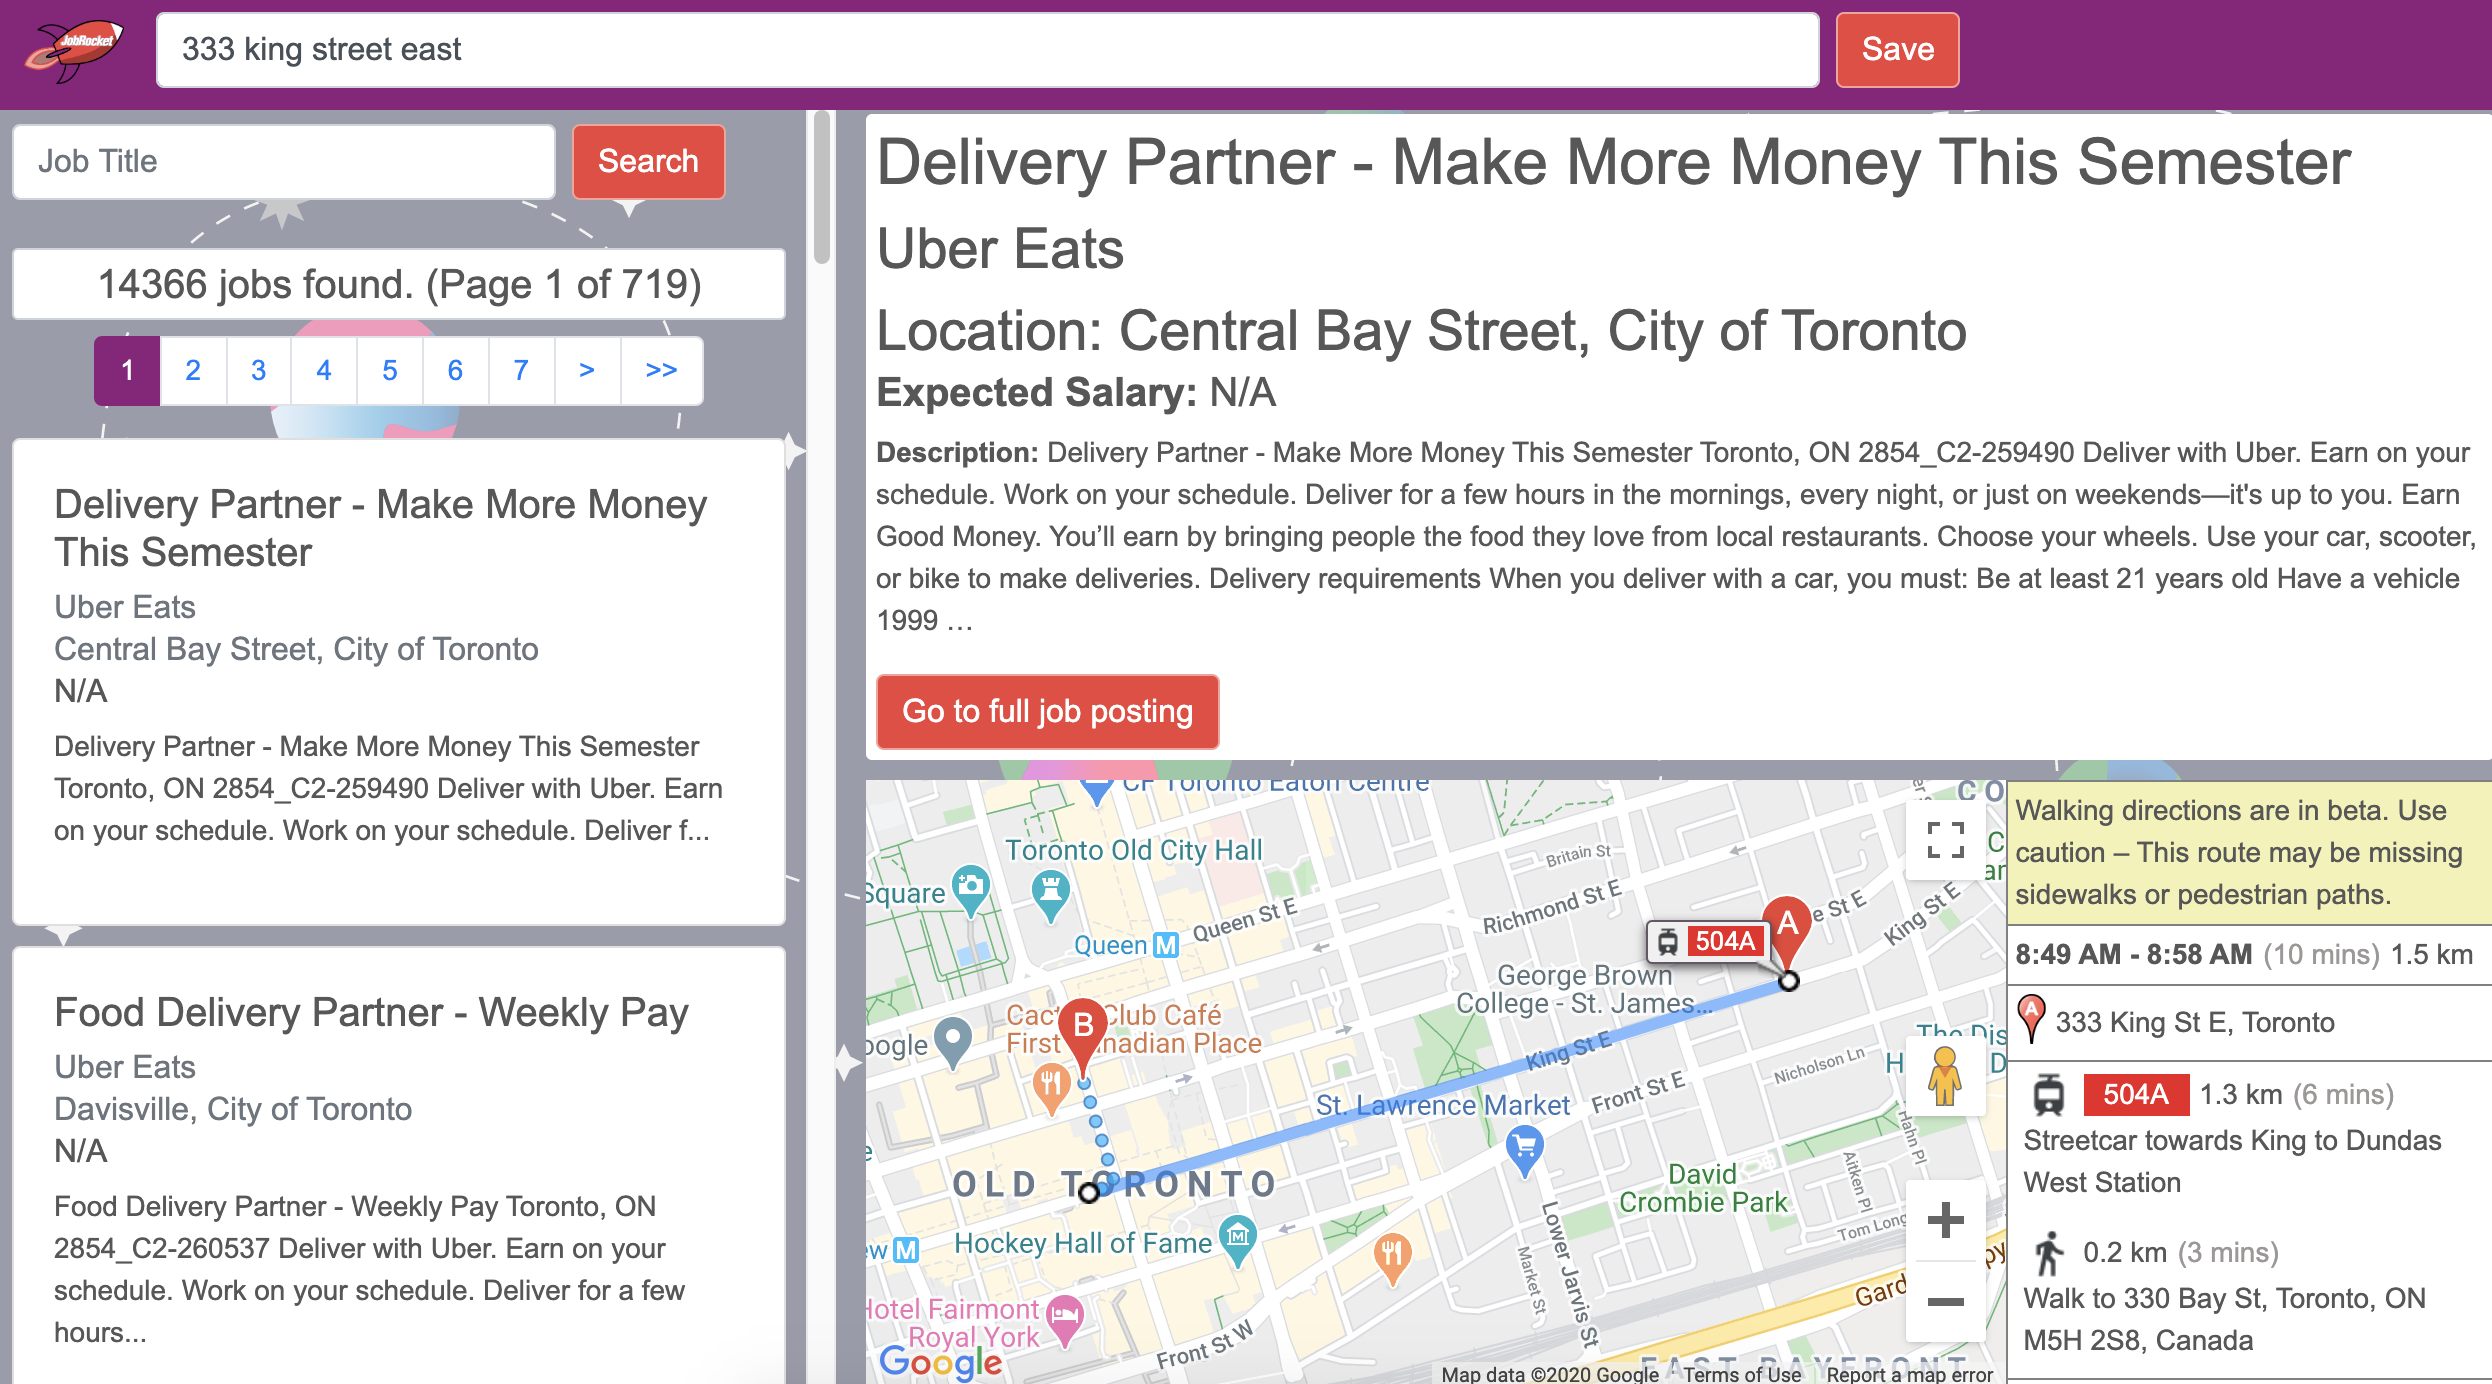 JobRocket
333 king street east
Save
Job Title
Search
14366 jobs found. (Page 1 of 719)
1 2 3 4 5 6 7 > >>
Delivery Partner - Make More Money
This Semester
Uber Eats
Central Bay Street, City of Toronto
N/A
Delivery Partner - Make More Money This Semester
Toronto, ON 2854_C2-259490 Deliver with Uber. Earn
on your schedule. Work on your schedule. Deliver f...
Food Delivery Partner - Weekly Pay
Uber Eats
Davisville, City of Toronto
N/A
Food Delivery Partner - Weekly Pay Toronto, ON
2854_C2-260537 Deliver with Uber. Earn on your
schedule. Work on your schedule. Deliver for a few
hours...
Delivery Partner - Make More Money This Semester
Uber Eats
Location: Central Bay Street, City of Toronto
Expected Salary: N/A
Description: Delivery Partner - Make More Money This Semester Toronto, ON 2854_C2-259490 Deliver with Uber. Earn on your
schedule. Work on your schedule. Deliver for a few hours in the mornings, every night, or just on weekends—it's up to you. Earn
Good Money. You’ll earn by bringing people the food they love from local restaurants. Choose your wheels. Use your car, scooter,
or bike to make deliveries. Delivery requirements When you deliver with a car, you must: Be at least 21 years old Have a vehicle
1999 …
Go to full job posting
CF Toronto Eaton Centre
Toronto Old City Hall
Square
Queen M
Queen St E
Britain St
Richmond St E
e St E
King St E
504A
A
George Brown
College - St. James...
B
Club Café
First
nadian Place
oogle
King St E
Front St E
Nicholson Ln
St. Lawrence Market
OLD TORONTO
Hockey Hall of Fame
ew M
David
Crombie Park
Hahn Pl
Aitken Pl
Tom Long
Lower Jarvis St
Market St
Hotel Fairmont
Royal York
Front St W
Gard
py
EAST BAYFRONT
Google
Map data ©2020 Google
Terms of Use
Report a map error
Walking directions are in beta. Use
caution – This route may be missing
sidewalks or pedestrian paths.
8:49 AM - 8:58 AM (10 mins) 1.5 km
A 333 King St E, Toronto
504A 1.3 km (6 mins)
Streetcar towards King to Dundas
West Station
0.2 km (3 mins)
Walk to 330 Bay St, Toronto, ON
M5H 2S8, Canada